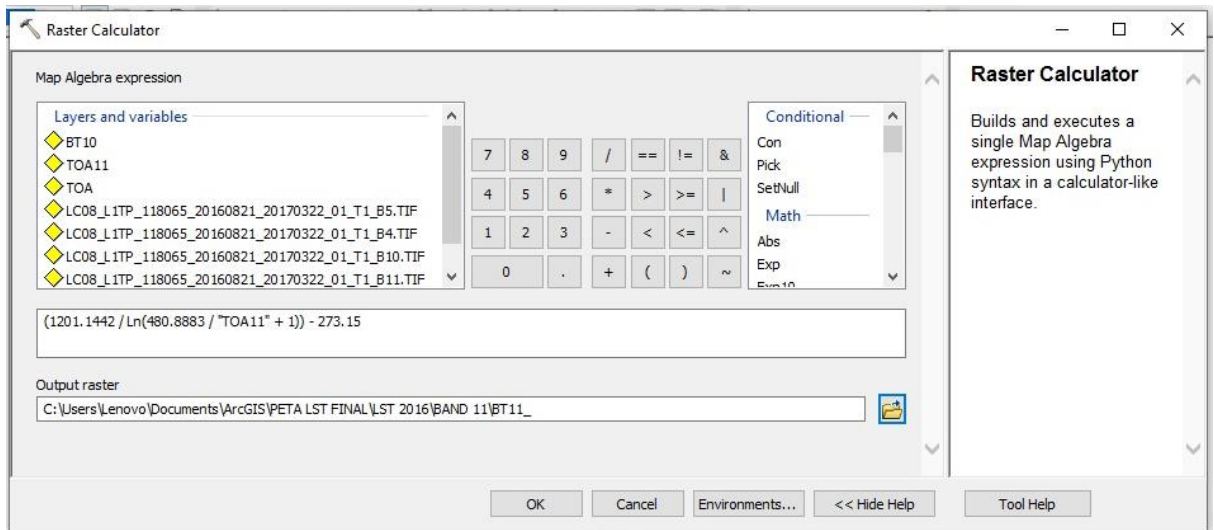 Raster Calculator
Map Algebra expression
Layers and variables
BT10
TOA11
TOA
LC08_L1TP_118065_20160821_20170322_01_T1_B5.TIF
LC08_L1TP_118065_20160821_20170322_01_T1_B4.TIF
LC08_L1TP_118065_20160821_20170322_01_T1_B10.TIF
LC08_L1TP_118065_20160821_20170322_01_T1_B11.TIF
7 8 9 / == != &
4 5 6 * > >= |
1 2 3 - < <= ^
0 . + ( ) ~
Conditional
Con
Pick
SetNull
Math
Abs
Exp
Exp10
(1201.1442 / Ln(480.8883 / "TOA11" + 1)) - 273.15
Output raster
C:\Users\Lenovo\Documents\ArcGIS\PETA LST FINAL\LST 2016\BAND 11\BT11_
OK Cancel Environments... << Hide Help Tool Help
Raster Calculator
Builds and executes a
single Map Algebra
expression using Python
syntax in a calculator-like
interface.